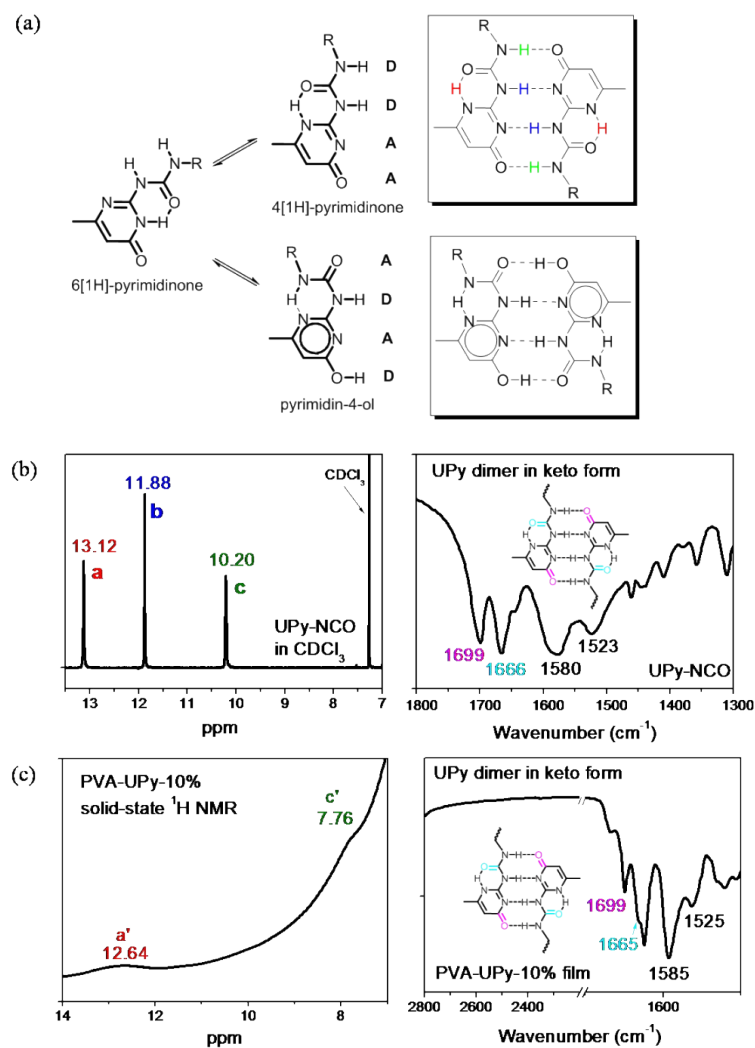 (a)
R
N-H D
O
N-H D
H
N
N A
O A
4[1H]-pyrimidinone
H
H
N
N
R
N
O
N-H
O
6[1H]-pyrimidinone
R
N
O A
H
N-H D
N
N A
O-H D
pyrimidin-4-ol
R
N-H O
O
H N-H N
N N N
N H-N H
O
O H-N
R
R O H-O
N
H N-H N
N N N
N H-N H
N
O-H O R
(b)
13.12
a
11.88
b
10.20
c
CDCl3
UPy-NCO
in CDCl3
13 12 11 10 9 8 7
ppm
UPy dimer in keto form
N-H O
O
H N-H N
N N N
N H-N H
O
O H-N
1699
1666
1580
1523
UPy-NCO
1800 1700 1600 1500 1400 1300
Wavenumber (cm-1)
(c)
PVA-UPy-10%
solid-state 1H NMR
c'
7.76
a'
12.64
14 12 10 8
ppm
UPy dimer in keto form
N-H O
O
H N-H N
N N N
N H-N H
O
O H-N
1699
1665
1585
1525
PVA-UPy-10% film
2800 2600 2400 1600
Wavenumber (cm-1)